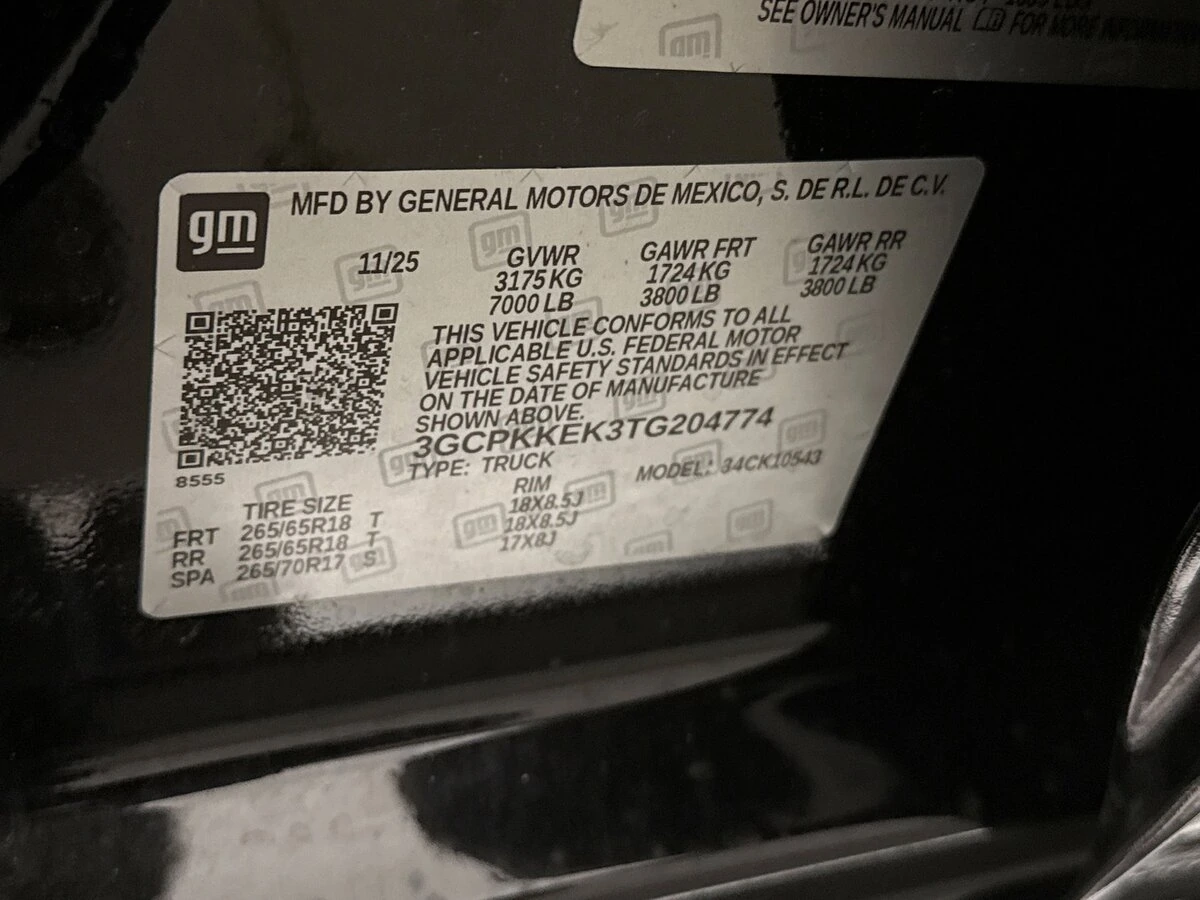 SEE OWNER'S MANUAL FOR MORE
gm
MFD BY GENERAL MOTORS DE MEXICO, S. DE R.L. DE C.V.
11/25 GVWR GAWR FRT GAWR RR
3175 KG 1724 KG 1724 KG
7000 LB 3800 LB 3800 LB
THIS VEHICLE CONFORMS TO ALL
APPLICABLE U.S. FEDERAL MOTOR
VEHICLE SAFETY STANDARDS IN EFFECT
ON THE DATE OF MANUFACTURE
SHOWN ABOVE.
3GCPKKEK3TG204774
TYPE: TRUCK MODEL: 34CK10543
8555
TIRE SIZE RIM
FRT 265/65R18 T 18X8.5J
RR 265/65R18 T 18X8.5J
SPA 265/70R17 S 17X8J